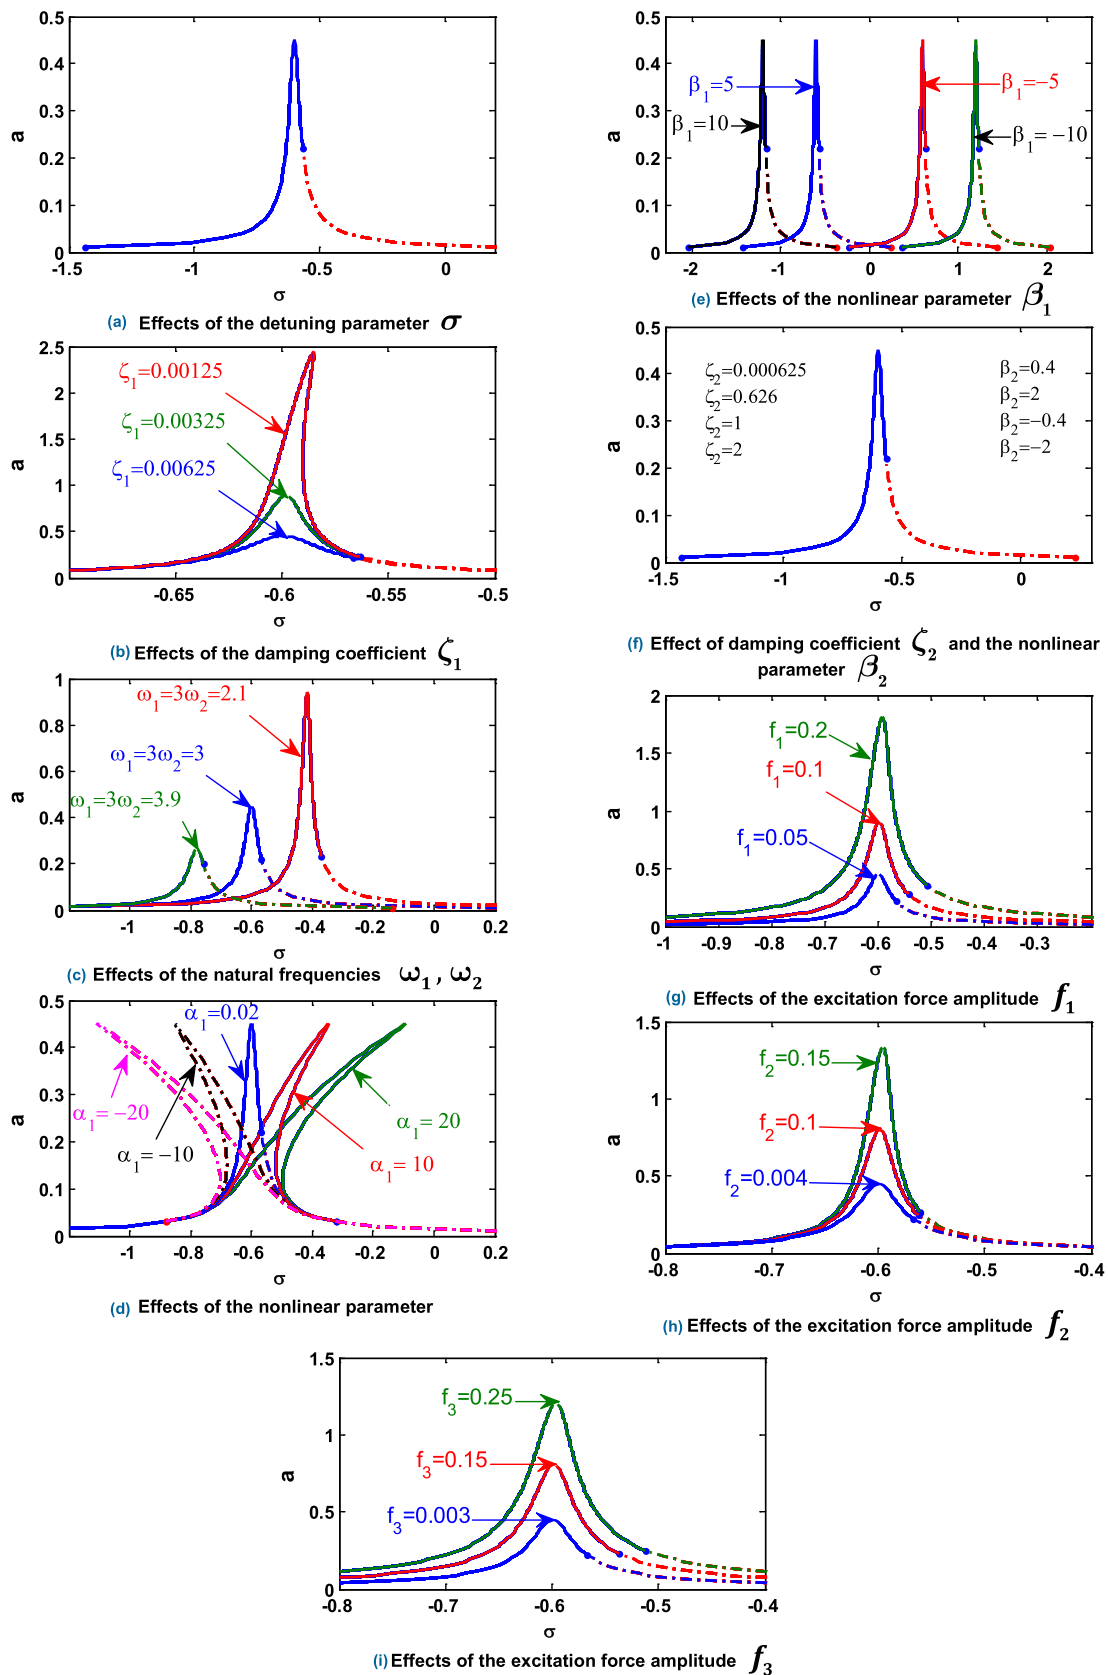 0.5
0.4
0.3
0.2
0.1
0
a
-1.5
-1
-0.5
0
σ
(a) Effects of the detuning parameter σ
0.5
0.4
0.3
0.2
0.1
0
a
β1=5
β1=10
β1=−5
β1=−10
-2
-1
0
1
2
σ
(e) Effects of the nonlinear parameter β1
2.5
2
1.5
1
0.5
0
a
ζ1=0.00125
ζ1=0.00325
ζ1=0.00625
-0.65
-0.6
-0.55
-0.5
σ
(b) Effects of the damping coefficient ζ1
0.5
0.4
0.3
0.2
0.1
0
a
ζ2=0.000625
ζ2=0.626
ζ2=1
ζ2=2
β2=0.4
β2=2
β2=−0.4
β2=−2
-1.5
-1
-0.5
0
σ
(f) Effect of damping coefficient ζ2 and the nonlinear
parameter β2
1
0.8
0.6
0.4
0.2
0
a
ω1=3ω2=2.1
ω1=3ω2=3
ω1=3ω2=3.9
-1
-0.8
-0.6
-0.4
-0.2
0
0.2
σ
(c) Effects of the natural frequencies ω1, ω2
2
1.5
1
0.5
0
a
f1=0.2
f1=0.1
f1=0.05
-1
-0.9
-0.8
-0.7
-0.6
-0.5
-0.4
-0.3
σ
(g) Effects of the excitation force amplitude f1
0.5
0.4
0.3
0.2
0.1
0
a
α1=0.02
α1=−20
α1=−10
α1=20
α1=10
-1
-0.8
-0.6
-0.4
-0.2
0
0.2
σ
(d) Effects of the nonlinear parameter
1.5
1
0.5
0
a
f2=0.15
f2=0.1
f2=0.004
-0.8
-0.7
-0.6
-0.5
-0.4
σ
(h) Effects of the excitation force amplitude f2
1.5
1
0.5
0
a
f3=0.25
f3=0.15
f3=0.003
-0.8
-0.7
-0.6
-0.5
-0.4
σ
(i) Effects of the excitation force amplitude f3